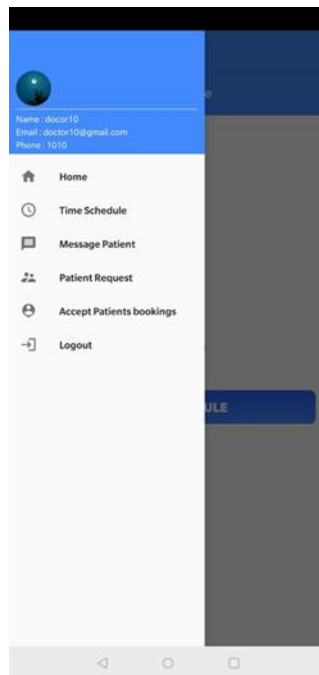 Name : docor10
Email : doctor10@gmail.com
Phone : 1010
Home
Time Schedule
Message Patient
Patient Request
Accept Patients bookings
Logout
ULE